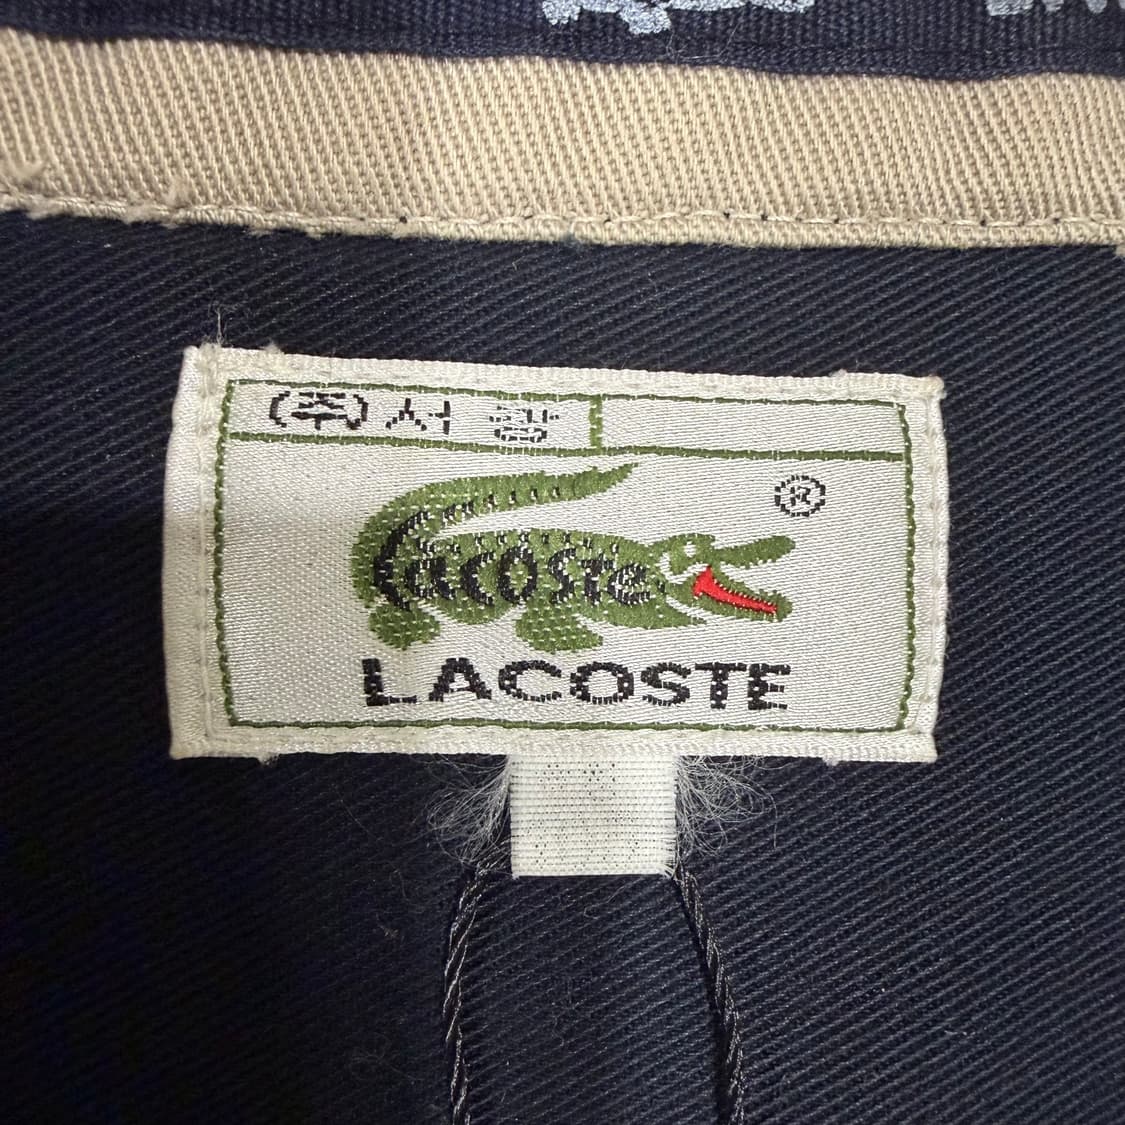 (주) 서광
®
Lacoste
LACOSTE